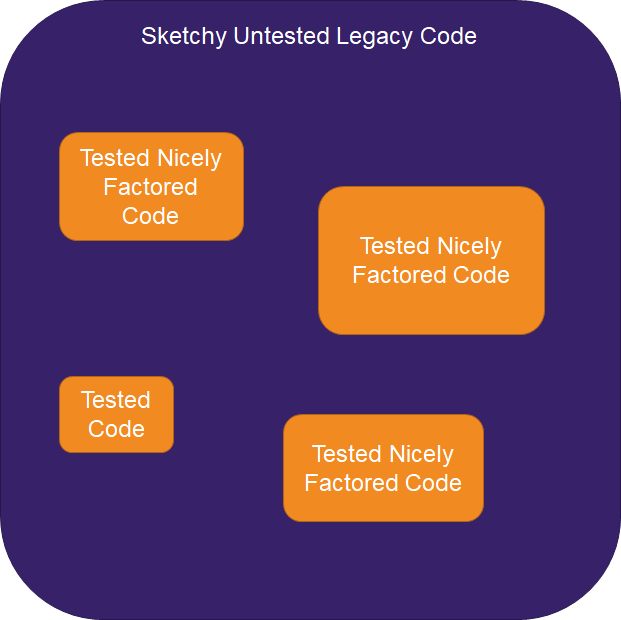 Sketchy Untested Legacy Code
Tested Nicely
Factored
Code
Tested Nicely
Factored Code
Tested
Code
Tested Nicely
Factored Code